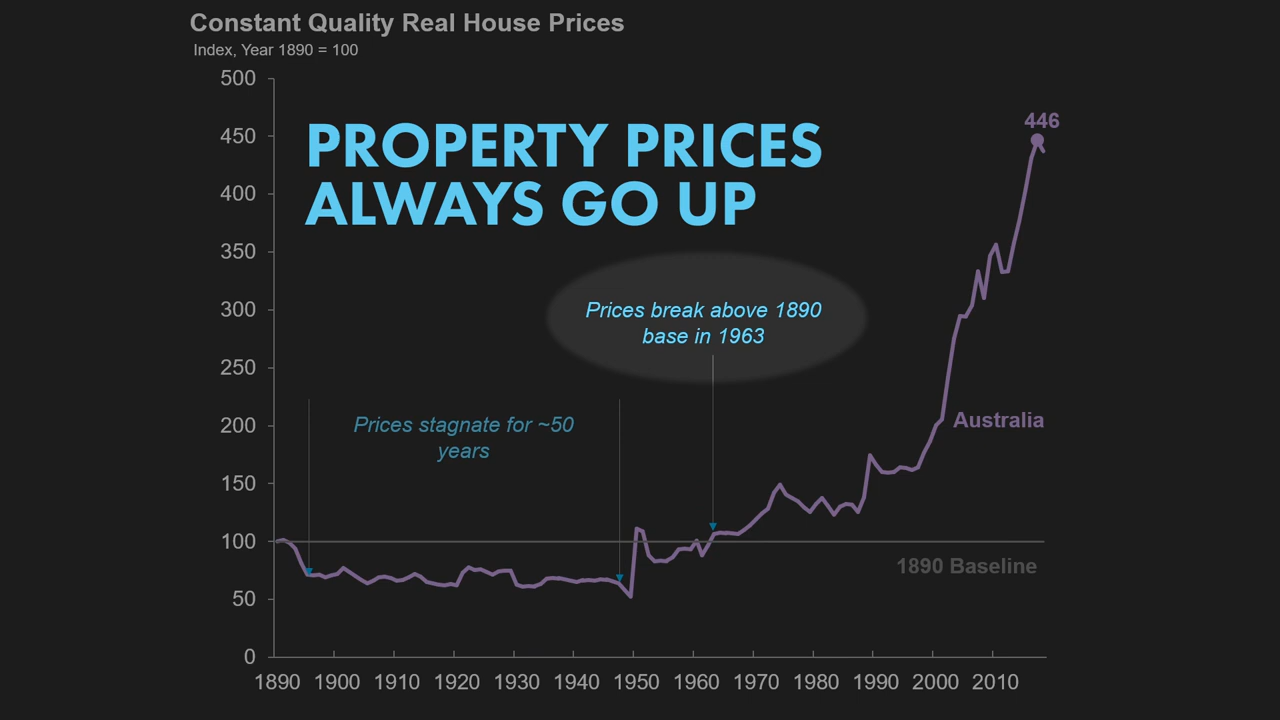 Constant Quality Real House Prices
Index, Year 1890 = 100
500
450
400
350
300
250
200
150
100
50
0
PROPERTY PRICES
ALWAYS GO UP
446
Prices break above 1890
base in 1963
Prices stagnate for ~50
years
Australia
1890 Baseline
1890 1900 1910 1920 1930 1940 1950 1960 1970 1980 1990 2000 2010